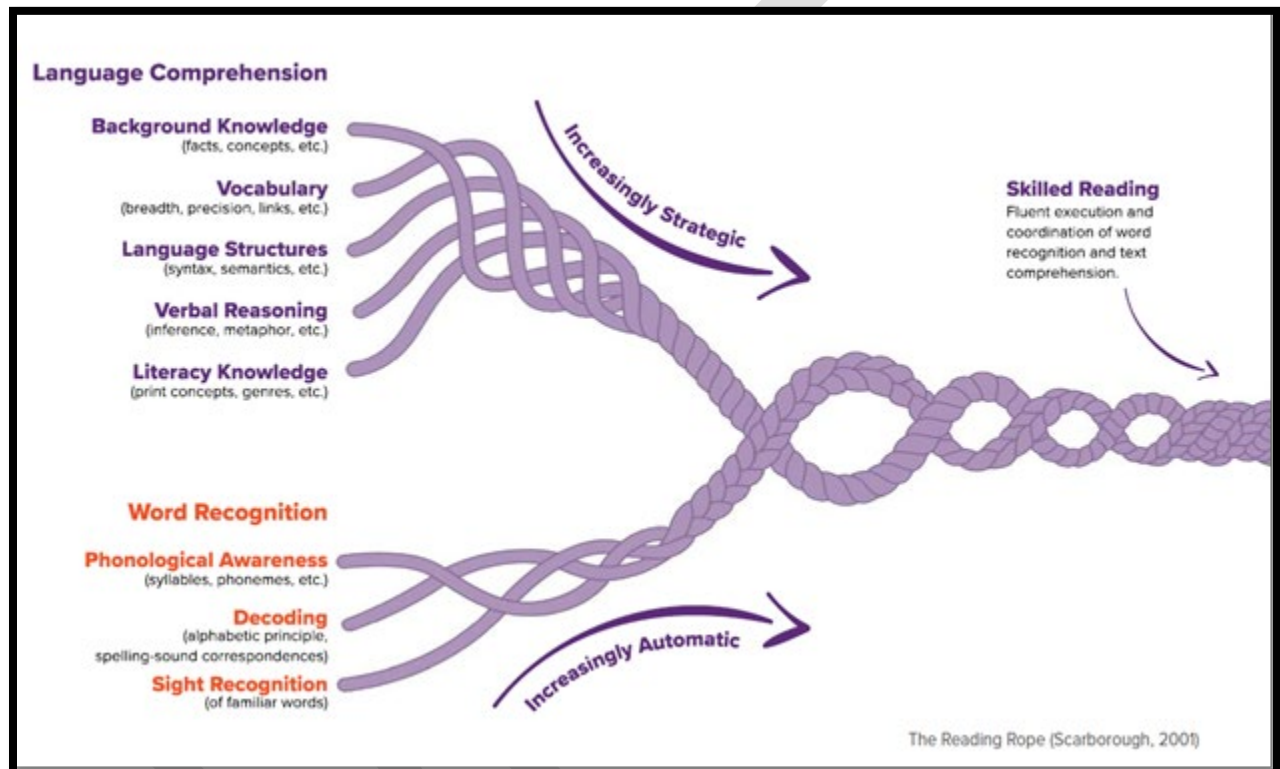 Language Comprehension
Background Knowledge
(facts, concepts, etc.)
Vocabulary
(breadth, precision, links, etc.)
Language Structures
(syntax, semantics, etc.)
Verbal Reasoning
(inference, metaphor, etc.)
Literacy Knowledge
(print concepts, genres, etc.)
Word Recognition
Phonological Awareness
(syllables, phonemes, etc.)
Decoding
(alphabetic principle,
spelling-sound correspondences)
Sight Recognition
(of familiar words)
Increasingly Strategic
Increasingly Automatic
Skilled Reading
Fluent execution and
coordination of word
recognition and text
comprehension.
The Reading Rope (Scarborough, 2001)